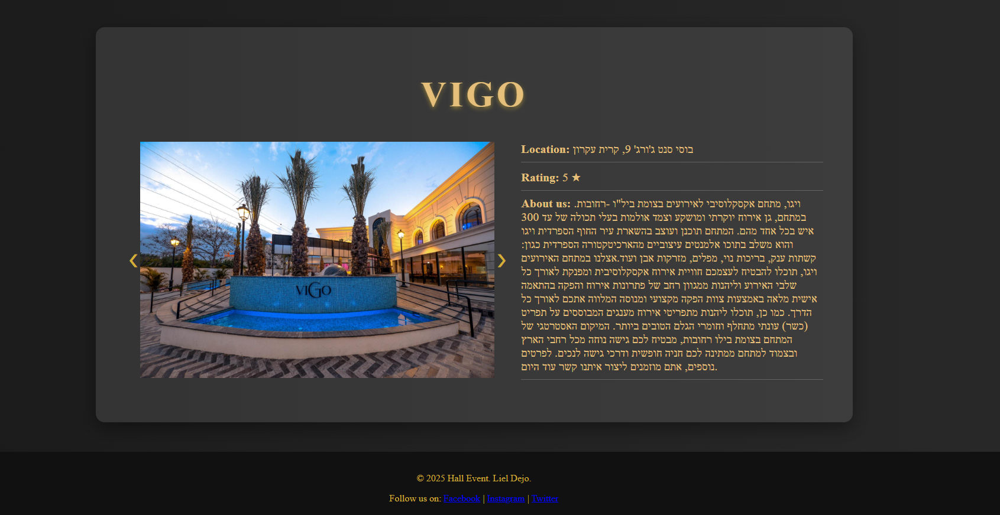 VIGO
viGo
Location: בוסי סנט ג'ורג' 9, קרית עקרון
Rating: 5 ★
About us: ויגו, מתחם אקסקלוסיבי לאירועים בצומת ביל"ו -רחובות.
במתחם, גן אירוח יוקרתי ומושקע וצמד אולמות בעלי תכולה של עד 300
איש בכל אחד מהם. המתחם תוכנן ועוצב בהשארת עיר החוף הספרדית ויגו
והוא משלב בתוכו אלמנטים עיצוביים מהארכיטקטורה הספרדית כגון:
קשתות ענק, בריכות נוי, מפלים, מזרקות אבן ועוד.אצלנו במתחם האירועים
ויגו, תוכלו להבטיח לעצמכם חוויית אירוח אקסקלוסיבית ומפנקת לאורך כל
שלבי האירוע וליהנות ממגוון רחב של פתרונות אירוח והפקה בהתאמה
אישית מלאה באמצעות צוות הפקה מקצועי ומנוסה המלווה אתכם לאורך כל
הדרך. כמו כן, תוכלו ליהנות מתפריטי אירוח מענגים המבוססים על תפריט
(כשר) עונתי מתחלף וחומרי הגלם הטובים ביותר. המיקום האסטרטגי של
המתחם בצומת בילו רחובות, מבטיח לכם גישה נוחה מכל רחבי הארץ
ובצמוד למתחם ממתינה לכם חניה חופשית ודרכי גישה לנכים. לפרטים
נוספים, אתם מוזמנים ליצור איתנו קשר עוד היום.
© 2025 Hall Event. Liel Dejo.
Follow us on: Facebook | Instagram | Twitter